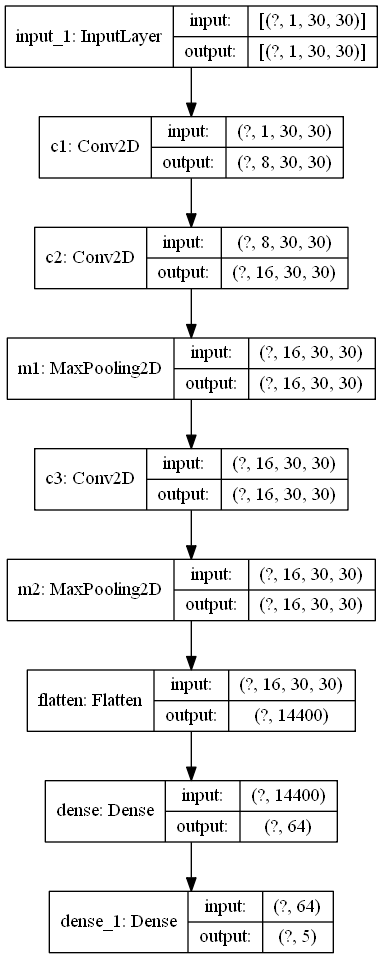 input_1: InputLayer
input:
[(?, 1, 30, 30)]
output:
[(?, 1, 30, 30)]
c1: Conv2D
input:
(?, 1, 30, 30)
output:
(?, 8, 30, 30)
c2: Conv2D
input:
(?, 8, 30, 30)
output:
(?, 16, 30, 30)
m1: MaxPooling2D
input:
(?, 16, 30, 30)
output:
(?, 16, 30, 30)
c3: Conv2D
input:
(?, 16, 30, 30)
output:
(?, 16, 30, 30)
m2: MaxPooling2D
input:
(?, 16, 30, 30)
output:
(?, 16, 30, 30)
flatten: Flatten
input:
(?, 16, 30, 30)
output:
(?, 14400)
dense: Dense
input:
(?, 14400)
output:
(?, 64)
dense_1: Dense
input:
(?, 64)
output:
(?, 5)